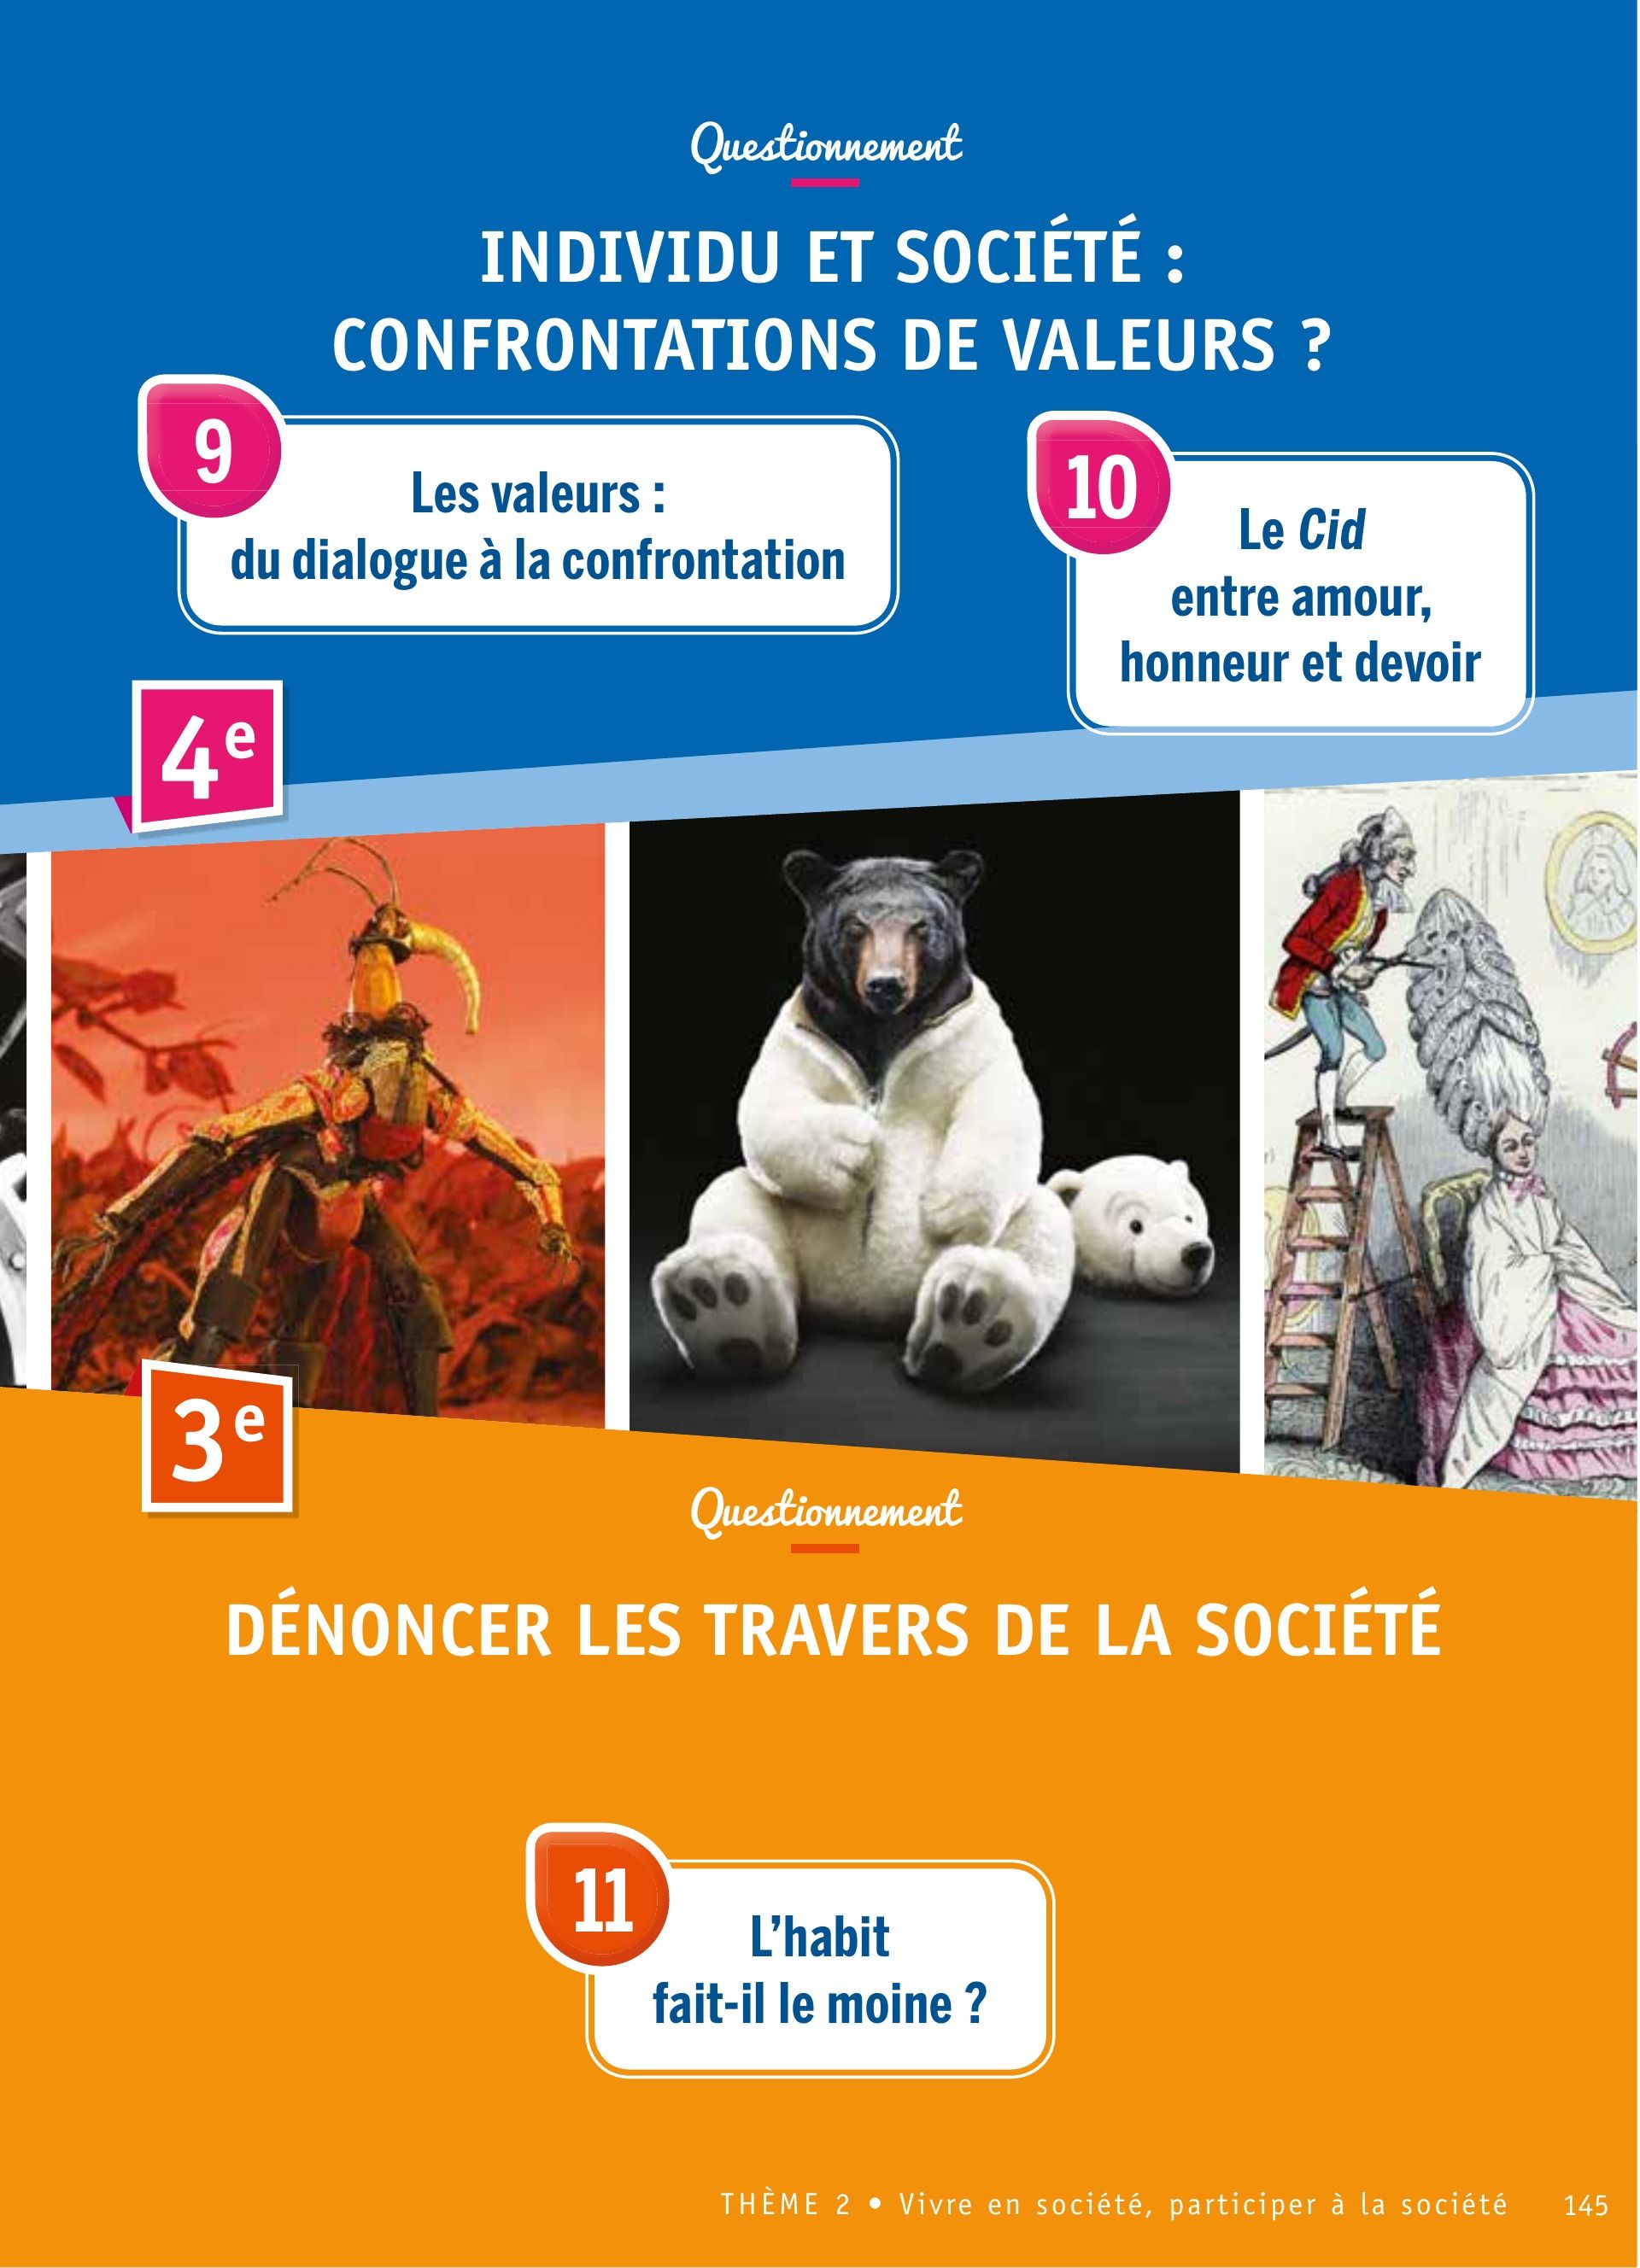 Questionnement
INDIVIDU ET SOCIÉTÉ :
CONFRONTATIONS DE VALEURS ?
9
Les valeurs :
du dialogue à la confrontation
10
Le Cid
entre amour,
honneur et devoir
4e
3e
Questionnement
DÉNONCER LES TRAVERS DE LA SOCIÉTÉ
11
L’habit
fait-il le moine ?
THÈME 2 • Vivre en société, participer à la société 145